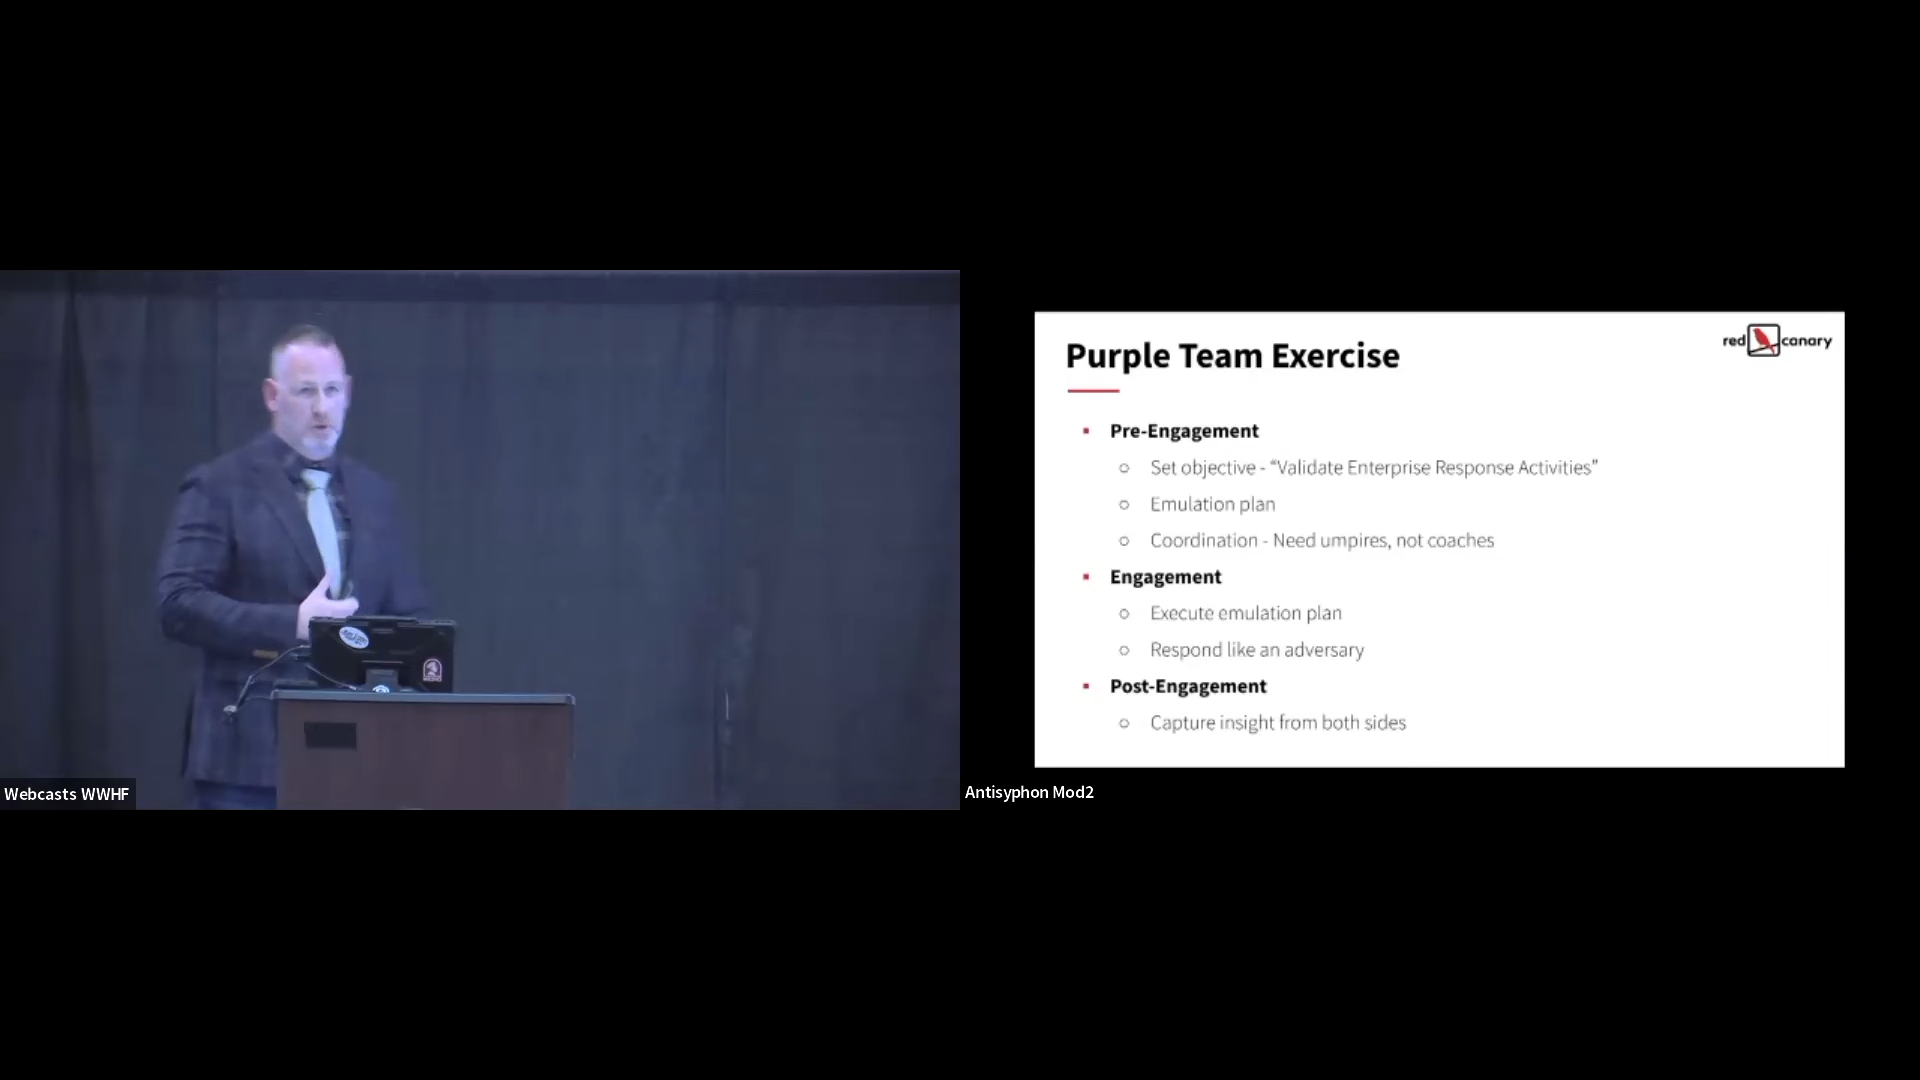 Purple Team Exercise
red canary
Pre-Engagement
Set objective - “Validate Enterprise Response Activities”
Emulation plan
Coordination - Need umpires, not coaches
Engagement
Execute emulation plan
Respond like an adversary
Post-Engagement
Capture insight from both sides
Webcasts WWHF
Antisyphon Mod2